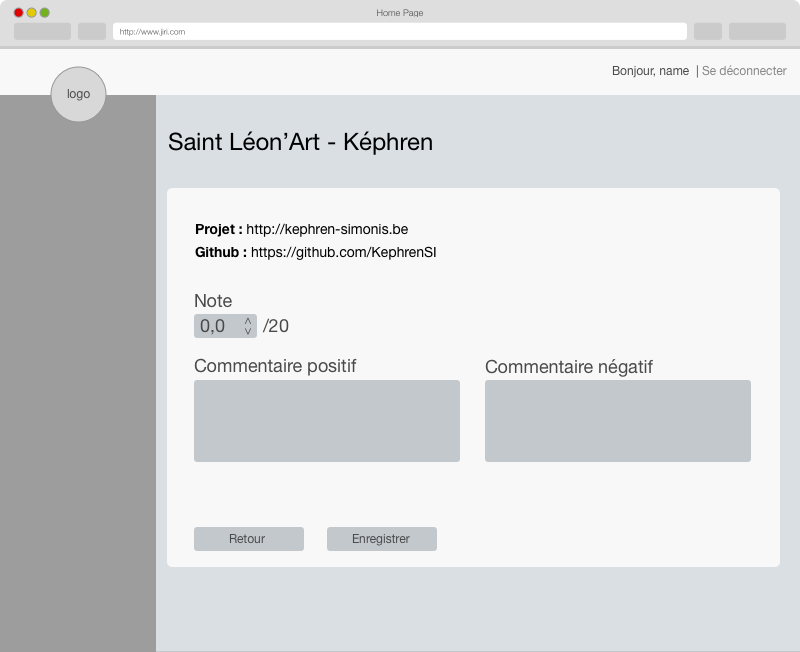 Home Page
http://www.jiri.com
Bonjour, name | Se déconnecter
logo
Saint Léon’Art - Képhren
Projet : http://kephren-simonis.be
Github : https://github.com/KephrenSI
Note
0,0 /20
Commentaire positif
Commentaire négatif
Retour
Enregistrer